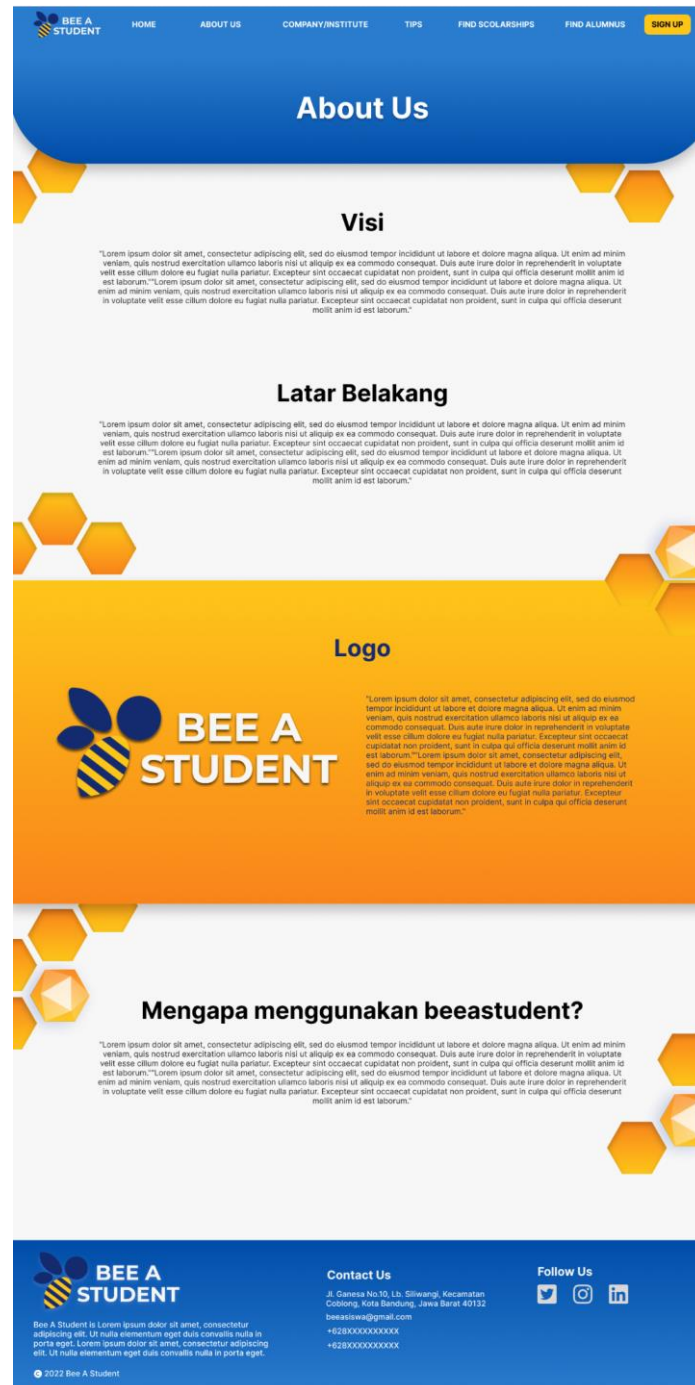 BEE A
STUDENT
HOME
ABOUT US
COMPANY/INSTITUTE
TIPS
FIND SCOLARSHIPS
FIND ALUMNUS
SIGN UP
About Us
Visi
"Lorem ipsum dolor sit amet, consectetur adipiscing elit, sed do eiusmod tempor incididunt ut labore et dolore magna aliqua. Ut enim ad minim
veniam, quis nostrud exercitation ullamco laboris nisi ut aliquip ex ea commodo consequat. Duis aute irure dolor in reprehenderit in voluptate
velit esse cillum dolore eu fugiat nulla pariatur. Excepteur sint occaecat cupidatat non proident, sunt in culpa qui officia deserunt mollit anim id
est laborum.""Lorem ipsum dolor sit amet, consectetur adipiscing elit, sed do eiusmod tempor incididunt ut labore et dolore magna aliqua. Ut
enim ad minim veniam, quis nostrud exercitation ullamco laboris nisi ut aliquip ex ea commodo consequat. Duis aute irure dolor in reprehenderit
in voluptate velit esse cillum dolore eu fugiat nulla pariatur. Excepteur sint occaecat cupidatat non proident, sunt in culpa qui officia deserunt
mollit anim id est laborum."
Latar Belakang
"Lorem ipsum dolor sit amet, consectetur adipiscing elit, sed do eiusmod tempor incididunt ut labore et dolore magna aliqua. Ut enim ad minim
veniam, quis nostrud exercitation ullamco laboris nisi ut aliquip ex ea commodo consequat. Duis aute irure dolor in reprehenderit in voluptate
velit esse cillum dolore eu fugiat nulla pariatur. Excepteur sint occaecat cupidatat non proident, sunt in culpa qui officia deserunt mollit anim id
est laborum.""Lorem ipsum dolor sit amet, consectetur adipiscing elit, sed do eiusmod tempor incididunt ut labore et dolore magna aliqua. Ut
enim ad minim veniam, quis nostrud exercitation ullamco laboris nisi ut aliquip ex ea commodo consequat. Duis aute irure dolor in reprehenderit
in voluptate velit esse cillum dolore eu fugiat nulla pariatur. Excepteur sint occaecat cupidatat non proident, sunt in culpa qui officia deserunt
mollit anim id est laborum."
Logo
BEE A
STUDENT
"Lorem ipsum dolor sit amet, consectetur adipiscing elit, sed do eiusmod
tempor incididunt ut labore et dolore magna aliqua. Ut enim ad minim
veniam, quis nostrud exercitation ullamco laboris nisi ut aliquip ex ea
commodo consequat. Duis aute irure dolor in reprehenderit in voluptate
velit esse cillum dolore eu fugiat nulla pariatur. Excepteur sint occaecat
cupidatat non proident, sunt in culpa qui officia deserunt mollit anim id
est laborum.""Lorem ipsum dolor sit amet, consectetur adipiscing elit,
sed do eiusmod tempor incididunt ut labore et dolore magna aliqua. Ut
enim ad minim veniam, quis nostrud exercitation ullamco laboris nisi ut
aliquip ex ea commodo consequat. Duis aute irure dolor in reprehenderit
in voluptate velit esse cillum dolore eu fugiat nulla pariatur. Excepteur
sint occaecat cupidatat non proident, sunt in culpa qui officia deserunt
mollit anim id est laborum."
Mengapa menggunakan beeastudent?
"Lorem ipsum dolor sit amet, consectetur adipiscing elit, sed do eiusmod tempor incididunt ut labore et dolore magna aliqua. Ut enim ad minim
veniam, quis nostrud exercitation ullamco laboris nisi ut aliquip ex ea commodo consequat. Duis aute irure dolor in reprehenderit in voluptate
velit esse cillum dolore eu fugiat nulla pariatur. Excepteur sint occaecat cupidatat non proident, sunt in culpa qui officia deserunt mollit anim id
est laborum.""Lorem ipsum dolor sit amet, consectetur adipiscing elit, sed do eiusmod tempor incididunt ut labore et dolore magna aliqua. Ut
enim ad minim veniam, quis nostrud exercitation ullamco laboris nisi ut aliquip ex ea commodo consequat. Duis aute irure dolor in reprehenderit
in voluptate velit esse cillum dolore eu fugiat nulla pariatur. Excepteur sint occaecat cupidatat non proident, sunt in culpa qui officia deserunt
mollit anim id est laborum."
BEE A
STUDENT
Bee A Student is Lorem ipsum dolor sit amet, consectetur
adipiscing elit. Ut nulla elementum eget duis convallis nulla in
porta eget. Lorem ipsum dolor sit amet, consectetur adipiscing
elit. Ut nulla elementum eget duis convallis nulla in porta eget.
© 2022 Bee A Student
Contact Us
Jl. Ganesa No.10, Lb. Siliwangi, Kecamatan
Coblong, Kota Bandung, Jawa Barat 40132
beeasiswa@gmail.com
+628XXXXXXXXXX
+628XXXXXXXXXX
Follow Us
in